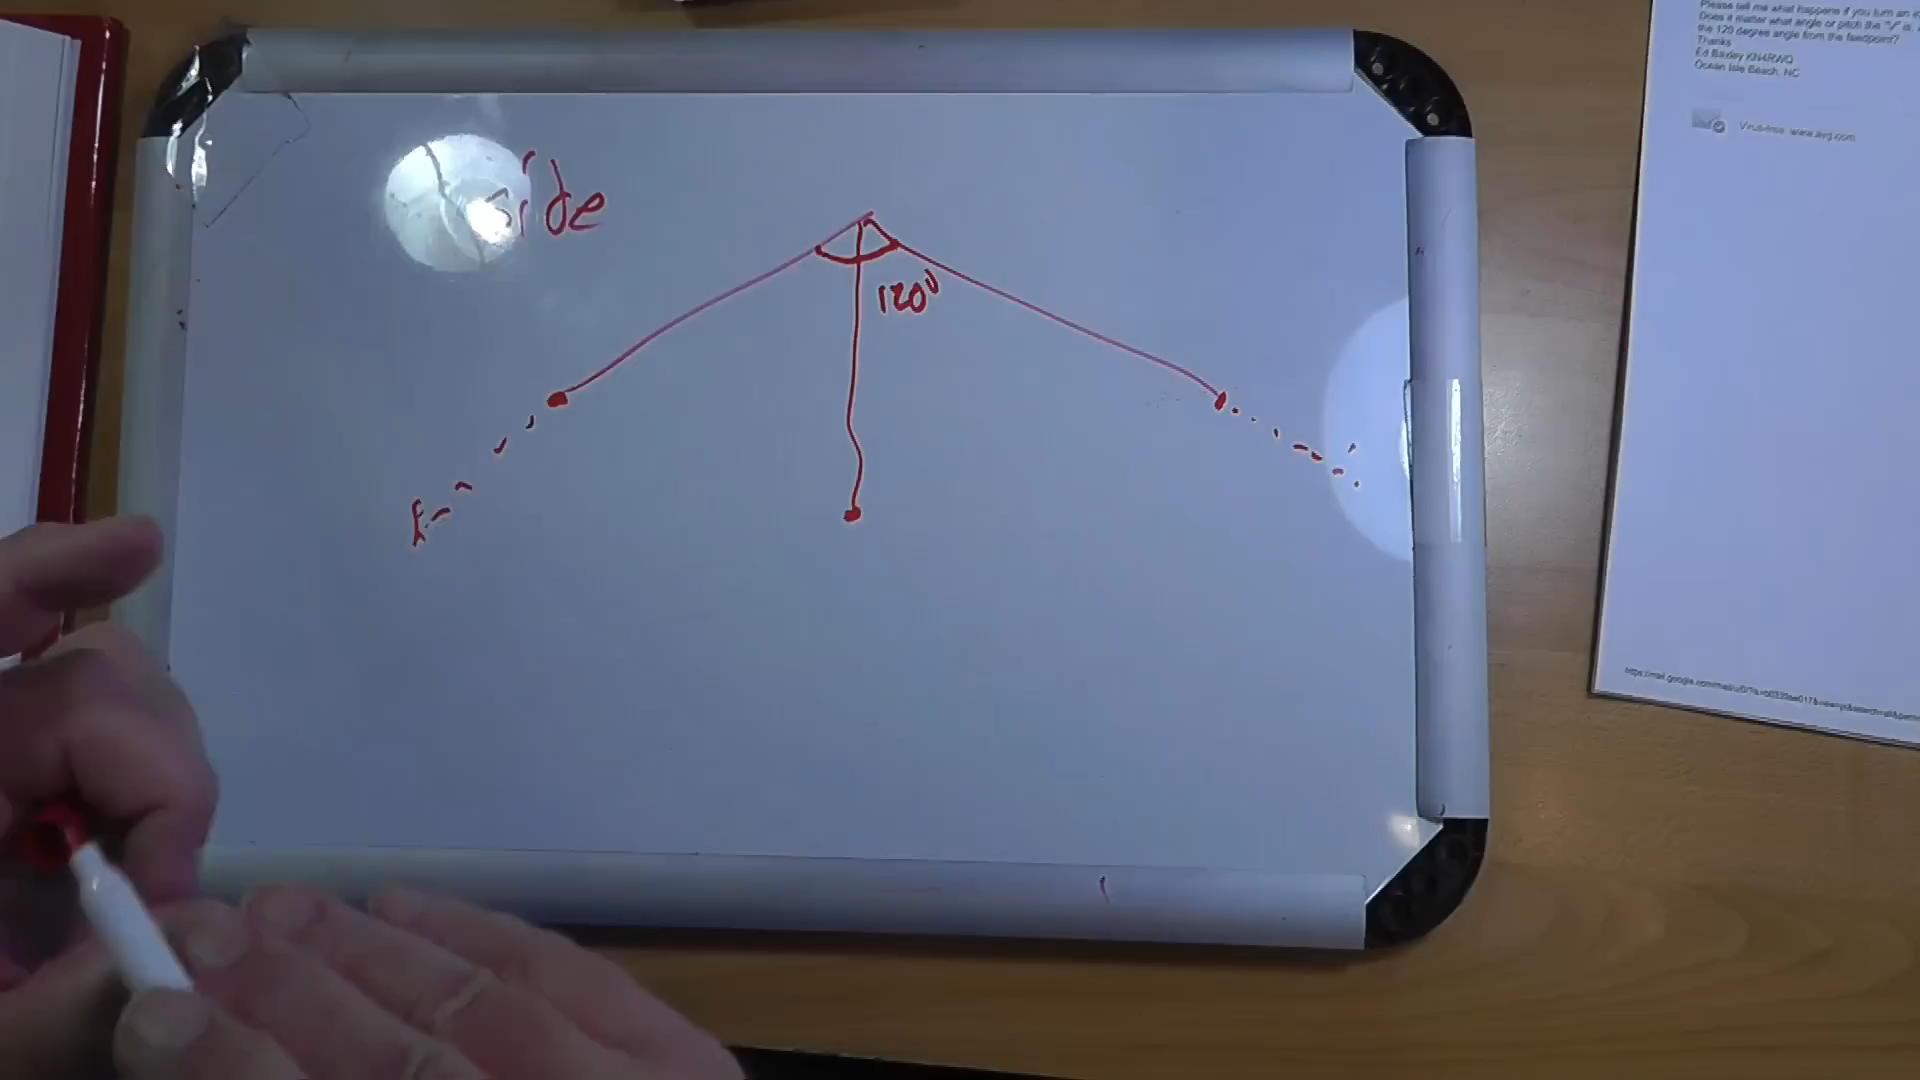 side
120°
Please tell me what happens if you turn an
Does it matter what angle or pitch the "V" is.
the 120 degree angle from the feedpoint?
Thanks
Ed Baxley KN4RWQ
Ocean Isle Beach, NC
Virus-free. www.avg.com